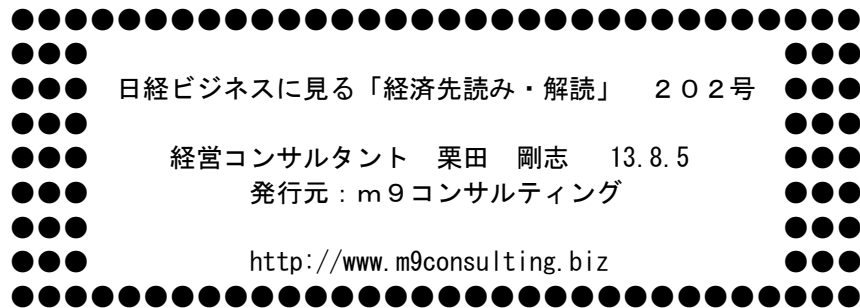 日経ビジネスに見る「経済先読み・解読」　２０２号
経営コンサルタント　栗田　剛志　 13.8.5
発行元：ｍ９コンサルティング
http://www.m9consulting.biz